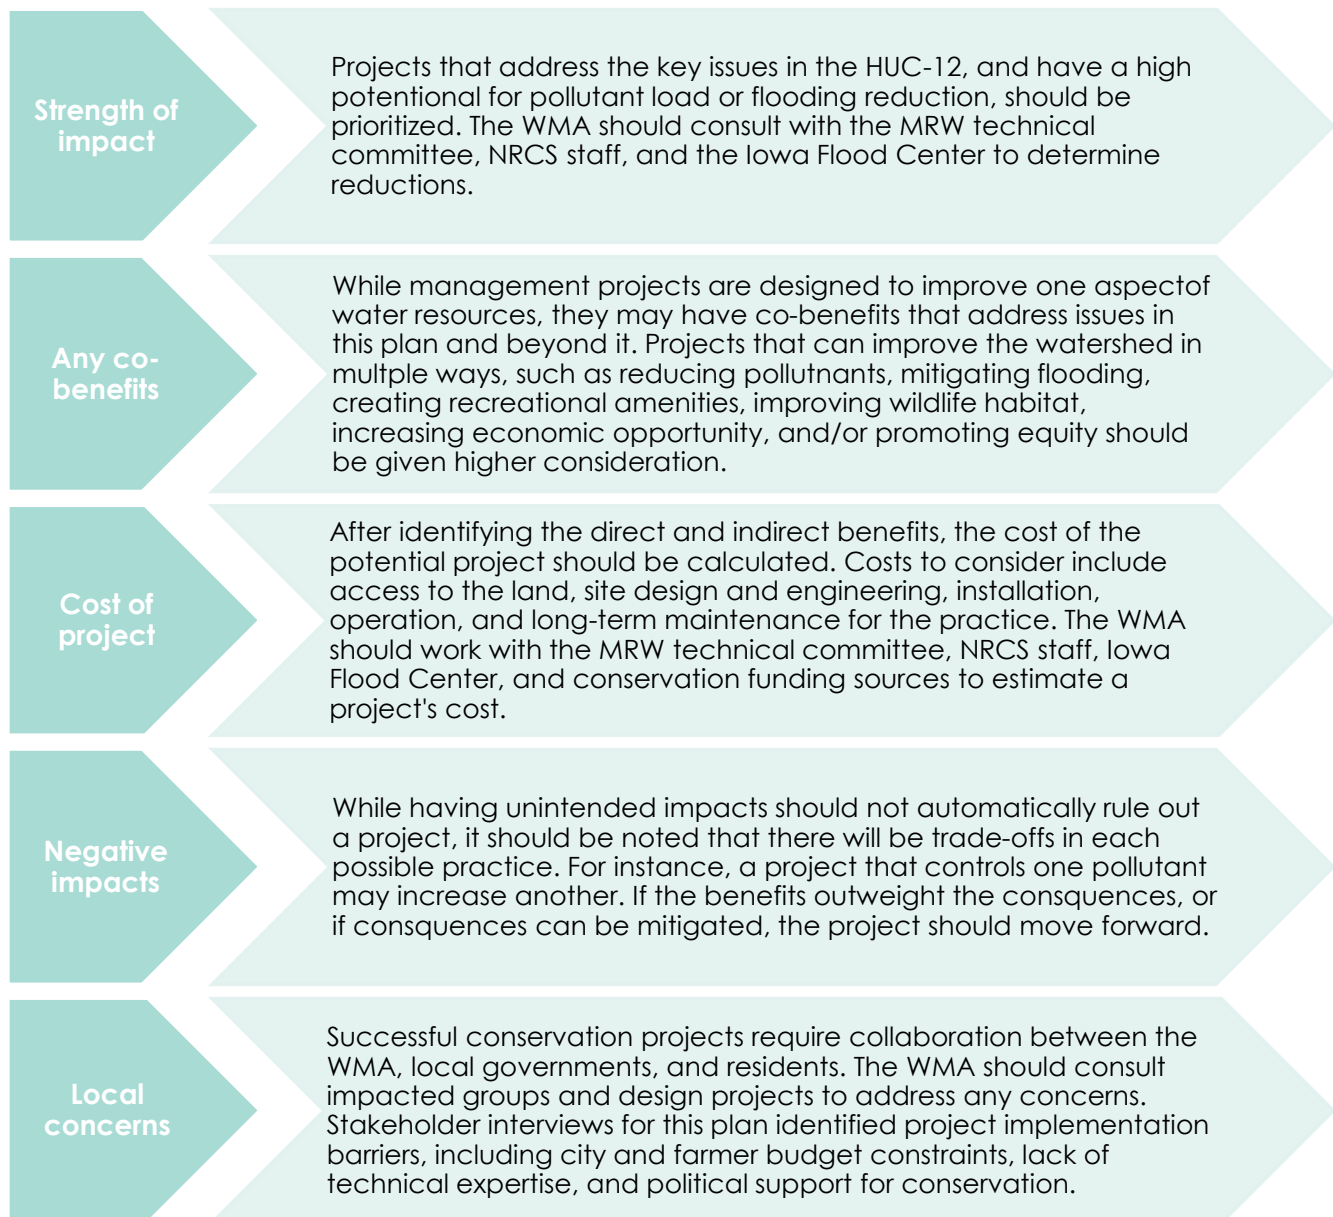 Strength of
impact
Projects that address the key issues in the HUC-12, and have a high
potentional for pollutant load or flooding reduction, should be
prioritized. The WMA should consult with the MRW technical
committee, NRCS staff, and the Iowa Flood Center to determine
reductions.
Any co-
benefits
While management projects are designed to improve one aspectof
water resources, they may have co-benefits that address issues in
this plan and beyond it. Projects that can improve the watershed in
multple ways, such as reducing pollutnants, mitigating flooding,
creating recreational amenities, improving wildlife habitat,
increasing economic opportunity, and/or promoting equity should
be given higher consideration.
Cost of
project
After identifying the direct and indirect benefits, the cost of the
potential project should be calculated. Costs to consider include
access to the land, site design and engineering, installation,
operation, and long-term maintenance for the practice. The WMA
should work with the MRW technical committee, NRCS staff, Iowa
Flood Center, and conservation funding sources to estimate a
project's cost.
Negative
impacts
While having unintended impacts should not automatically rule out
a project, it should be noted that there will be trade-offs in each
possible practice. For instance, a project that controls one pollutant
may increase another. If the benefits outweight the consquences, or
if consquences can be mitigated, the project should move forward.
Local
concerns
Successful conservation projects require collaboration between the
WMA, local governments, and residents. The WMA should consult
impacted groups and design projects to address any concerns.
Stakeholder interviews for this plan identified project implementation
barriers, including city and farmer budget constraints, lack of
technical expertise, and political support for conservation.